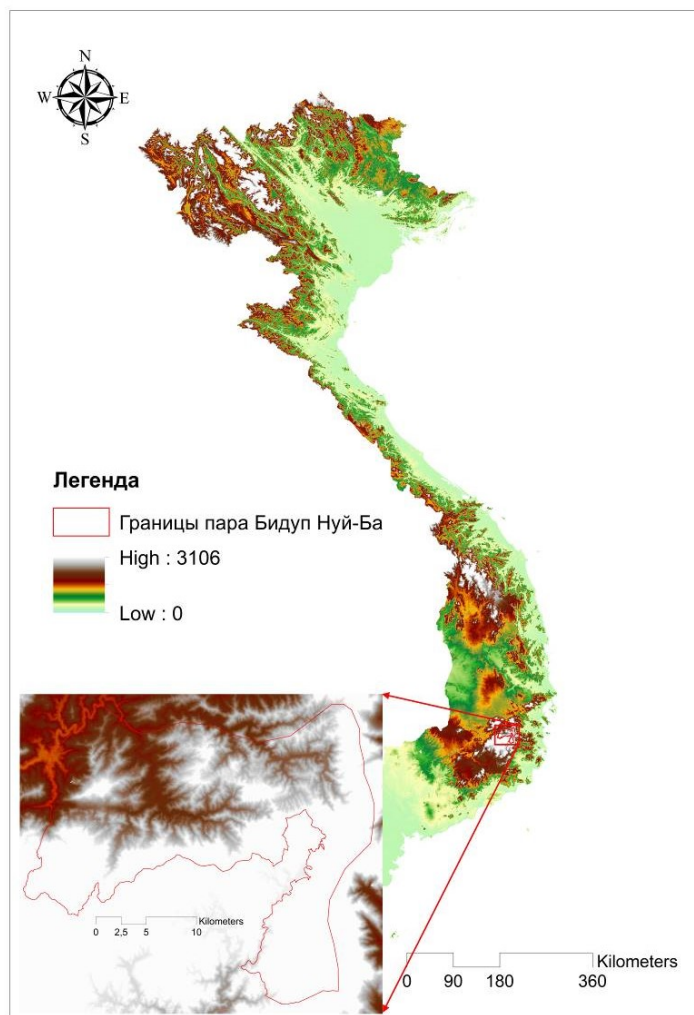 N
W E
S
Легенда
Границы пара Бидуп Нуй-Ба
High : 3106
Low : 0
Kilometers
0 2,5 5 10
Kilometers
0 90 180 360